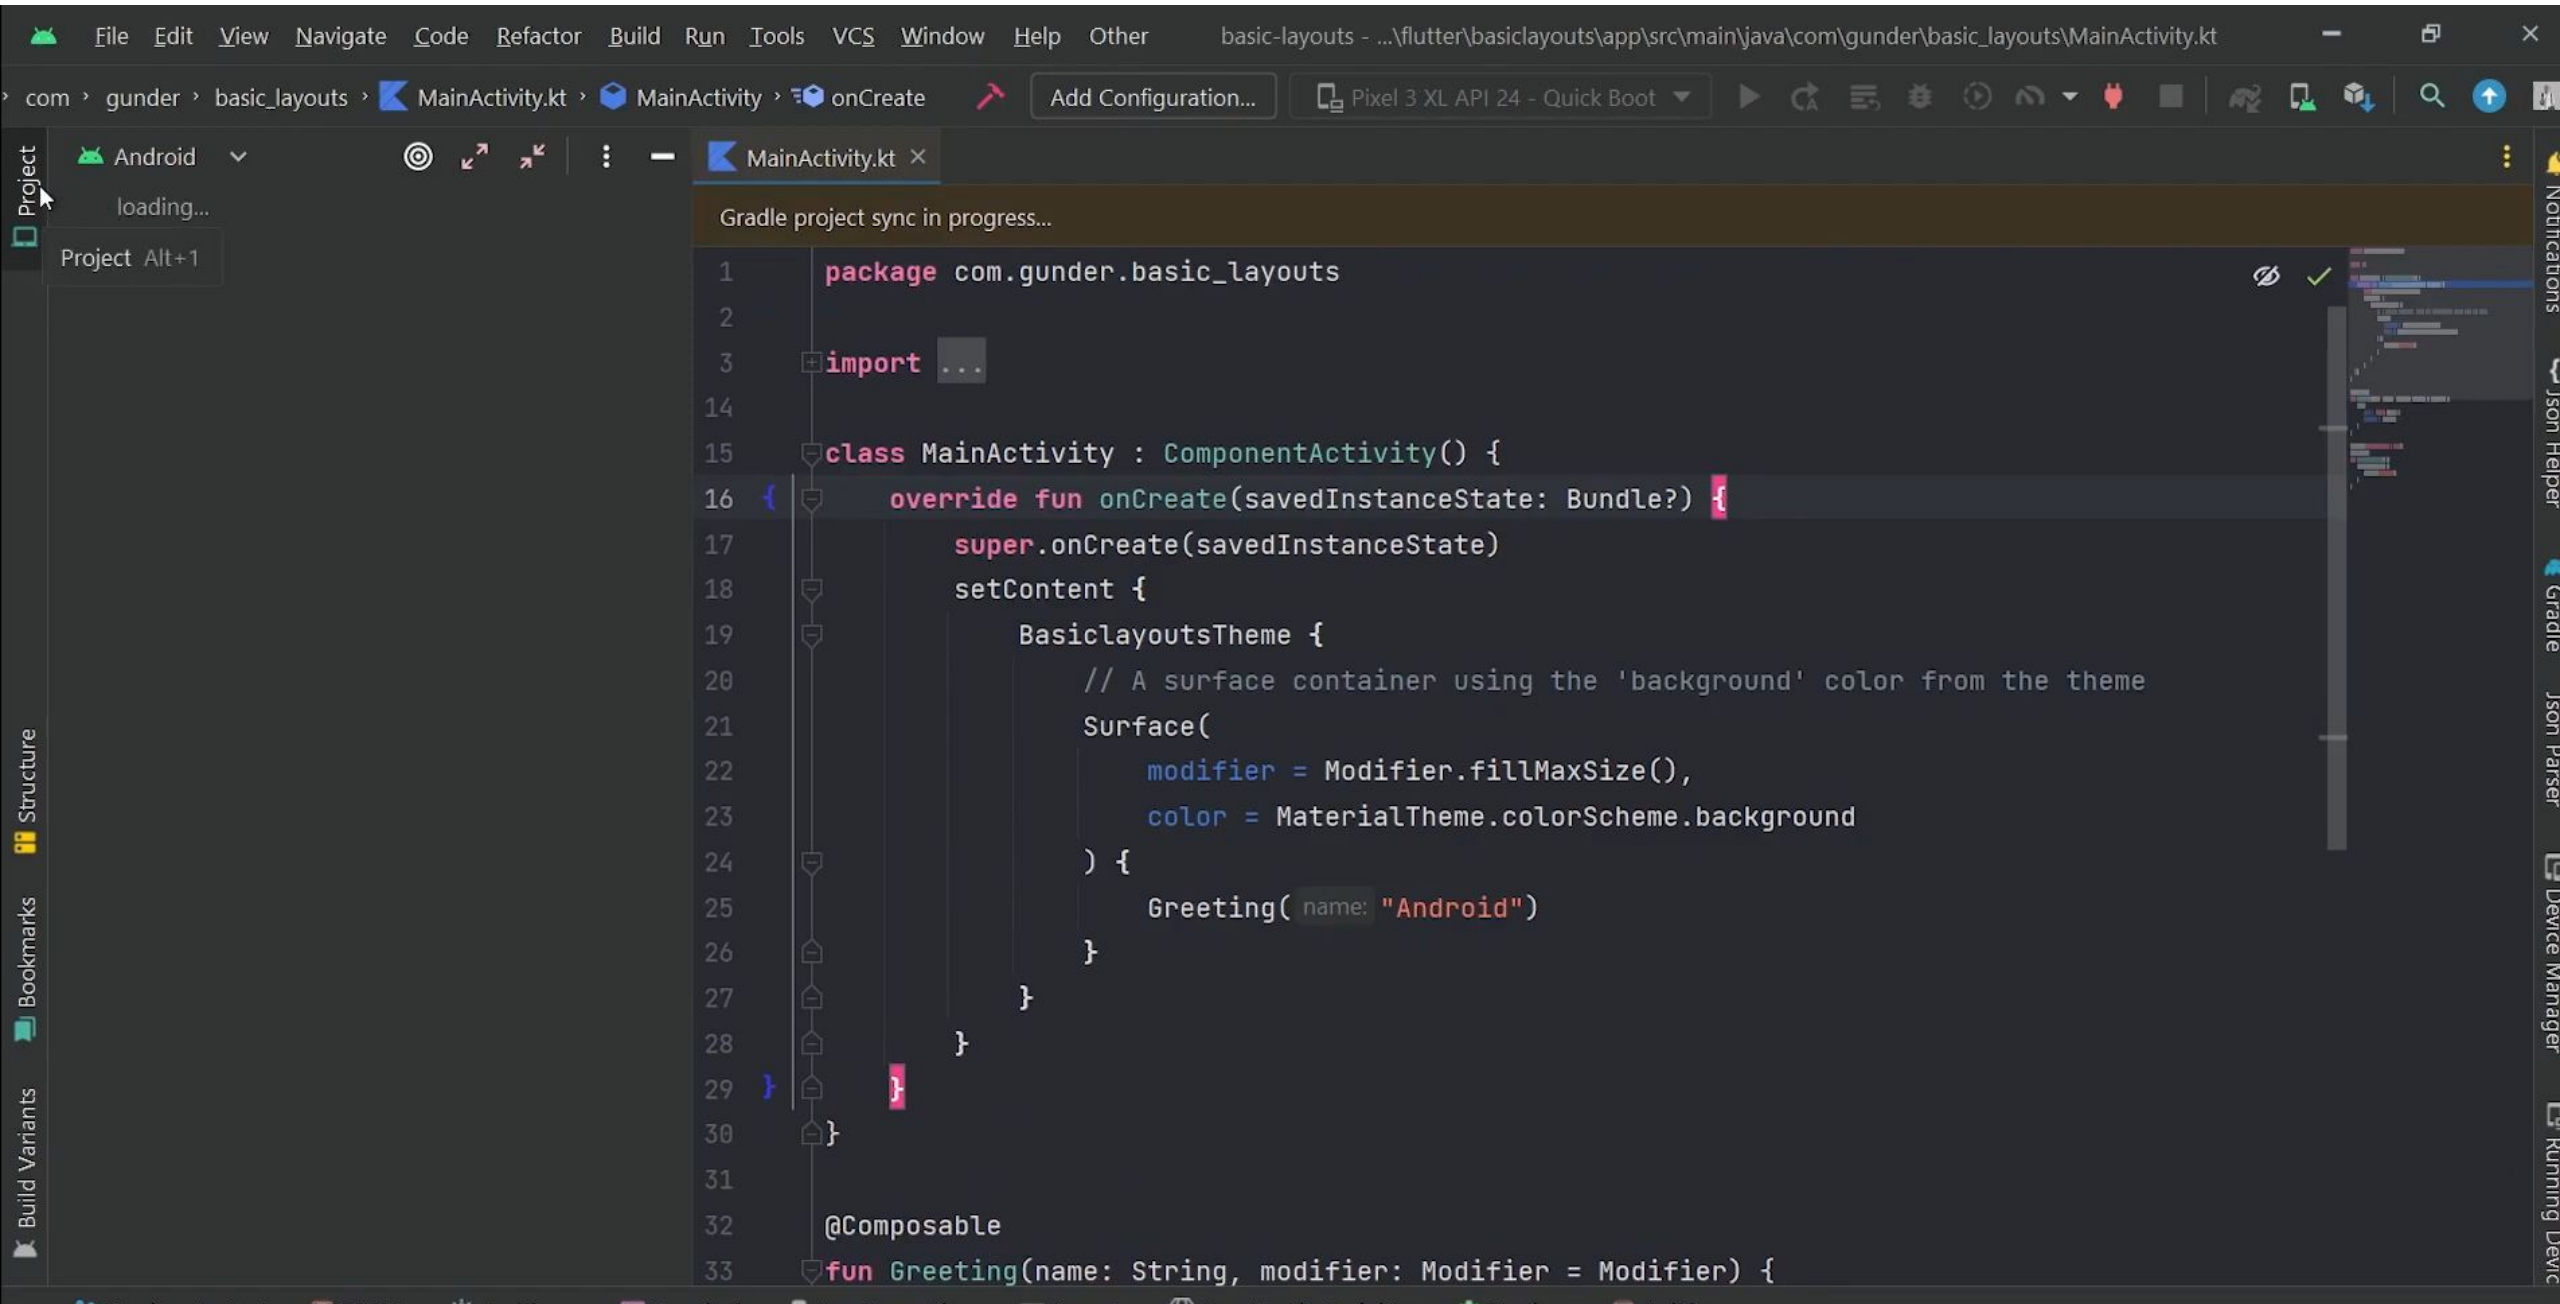 File Edit View Navigate Code Refactor Build Run Tools VCS Window Help Other basic-layouts - ...\flutter\basiclayouts\app\src\main\java\com\gunder\basic_layouts\MainActivity.kt
com gunder basic_layouts MainActivity.kt MainActivity onCreate Add Configuration... Pixel 3 XL API 24 - Quick Boot
Project
Android
MainActivity.kt
loading...
Gradle project sync in progress...
Project Alt+1
1 package com.gunder.basic_layouts
2
3 import ...
14
15 class MainActivity : ComponentActivity() {
16 { override fun onCreate(savedInstanceState: Bundle?) {
17 super.onCreate(savedInstanceState)
18 setContent {
19 BasiclayoutsTheme {
20 // A surface container using the 'background' color from the theme
21 Surface(
22 modifier = Modifier.fillMaxSize(),
23 color = MaterialTheme.colorScheme.background
24 ) {
25 Greeting( name: "Android")
26 }
27 }
28 }
29 } }
30 }
31
32 @Composable
33 fun Greeting(name: String, modifier: Modifier = Modifier) {
Structure
Bookmarks
Build Variants
Notifications
Json Helper
Gradle
Json Parser
Device Manager
Running Devic